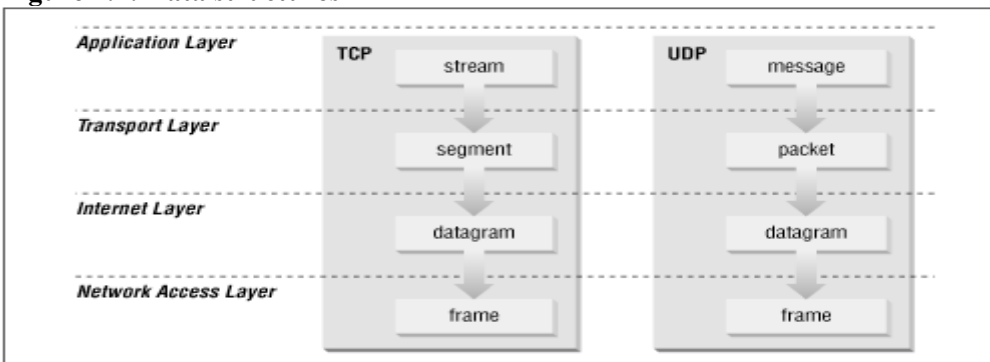 Application Layer
TCP
stream
UDP
message
Transport Layer
segment
packet
Internet Layer
datagram
datagram
Network Access Layer
frame
frame